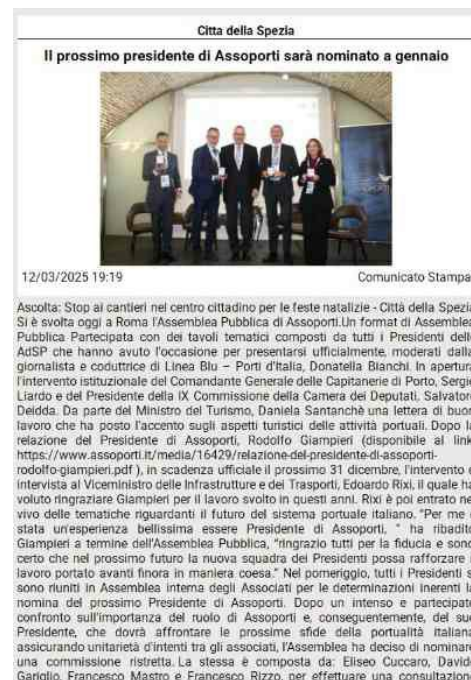 Citta della Spezia
Il prossimo presidente di Assoporti sarà nominato a gennaio
12/03/2025 19:19 Comunicato Stampa
Ascolta: Stop ai cantieri nel centro cittadino per le feste natalizie - Città della Spezia
Si è svolta oggi a Roma l'Assemblea Pubblica di Assoporti.Un format di Assemblea
Pubblica Partecipata con dei tavoli tematici composti da tutti i Presidenti delle
AdSP che hanno avuto l'occasione per presentarsi ufficialmente, moderati dalla
giornalista e coduttrice di Linea Blu – Porti d'Italia, Donatella Bianchi. In apertura
l'intervento istituzionale del Comandante Generale delle Capitanerie di Porto, Sergio
Liardo e del Presidente della IX Commissione della Camera dei Deputati, Salvatore
Deidda. Da parte del Ministro del Turismo, Daniela Santanchè una lettera di buon
lavoro che ha posto l'accento sugli aspetti turistici delle attività portuali. Dopo la
relazione del Presidente di Assoporti, Rodolfo Giampieri (disponibile al link
https://www.assoporti.it/media/16429/relazione-del-presidente-di-assoporti-
rodolfo-giampieri.pdf ), in scadenza ufficiale il prossimo 31 dicembre, l'intervento e
intervista al Viceministro delle Infrastrutture e dei Trasporti, Edoardo Rixi, il quale ha
voluto ringraziare Giampieri per il lavoro svolto in questi anni. Rixi è poi entrato nel
vivo delle tematiche riguardanti il futuro del sistema portuale italiano. "Per me è
stata un'esperienza bellissima essere Presidente di Assoporti, " ha ribadito
Giampieri a termine dell'Assemblea Pubblica, "ringrazio tutti per la fiducia e sono
certo che nel prossimo futuro la nuova squadra dei Presidenti possa rafforzare il
lavoro portato avanti finora in maniera coesa." Nel pomeriggio, tutti i Presidenti si
sono riuniti in Assemblea interna degli Associati per le determinazioni inerenti la
nomina del prossimo Presidente di Assoporti. Dopo un intenso e partecipato
confronto sull'importanza del ruolo di Assoporti e, conseguentemente, del suo
Presidente, che dovrà affrontare le prossime sfide della portualità italiana
assicurando unitarietà d'intenti tra gli associati, l'Assemblea ha deciso di nominare
una commissione ristretta. La stessa è composta da: Eliseo Cuccaro, Davide
Gariglio, Francesco Mastro e Francesco Rizzo, per effettuare una consultazione